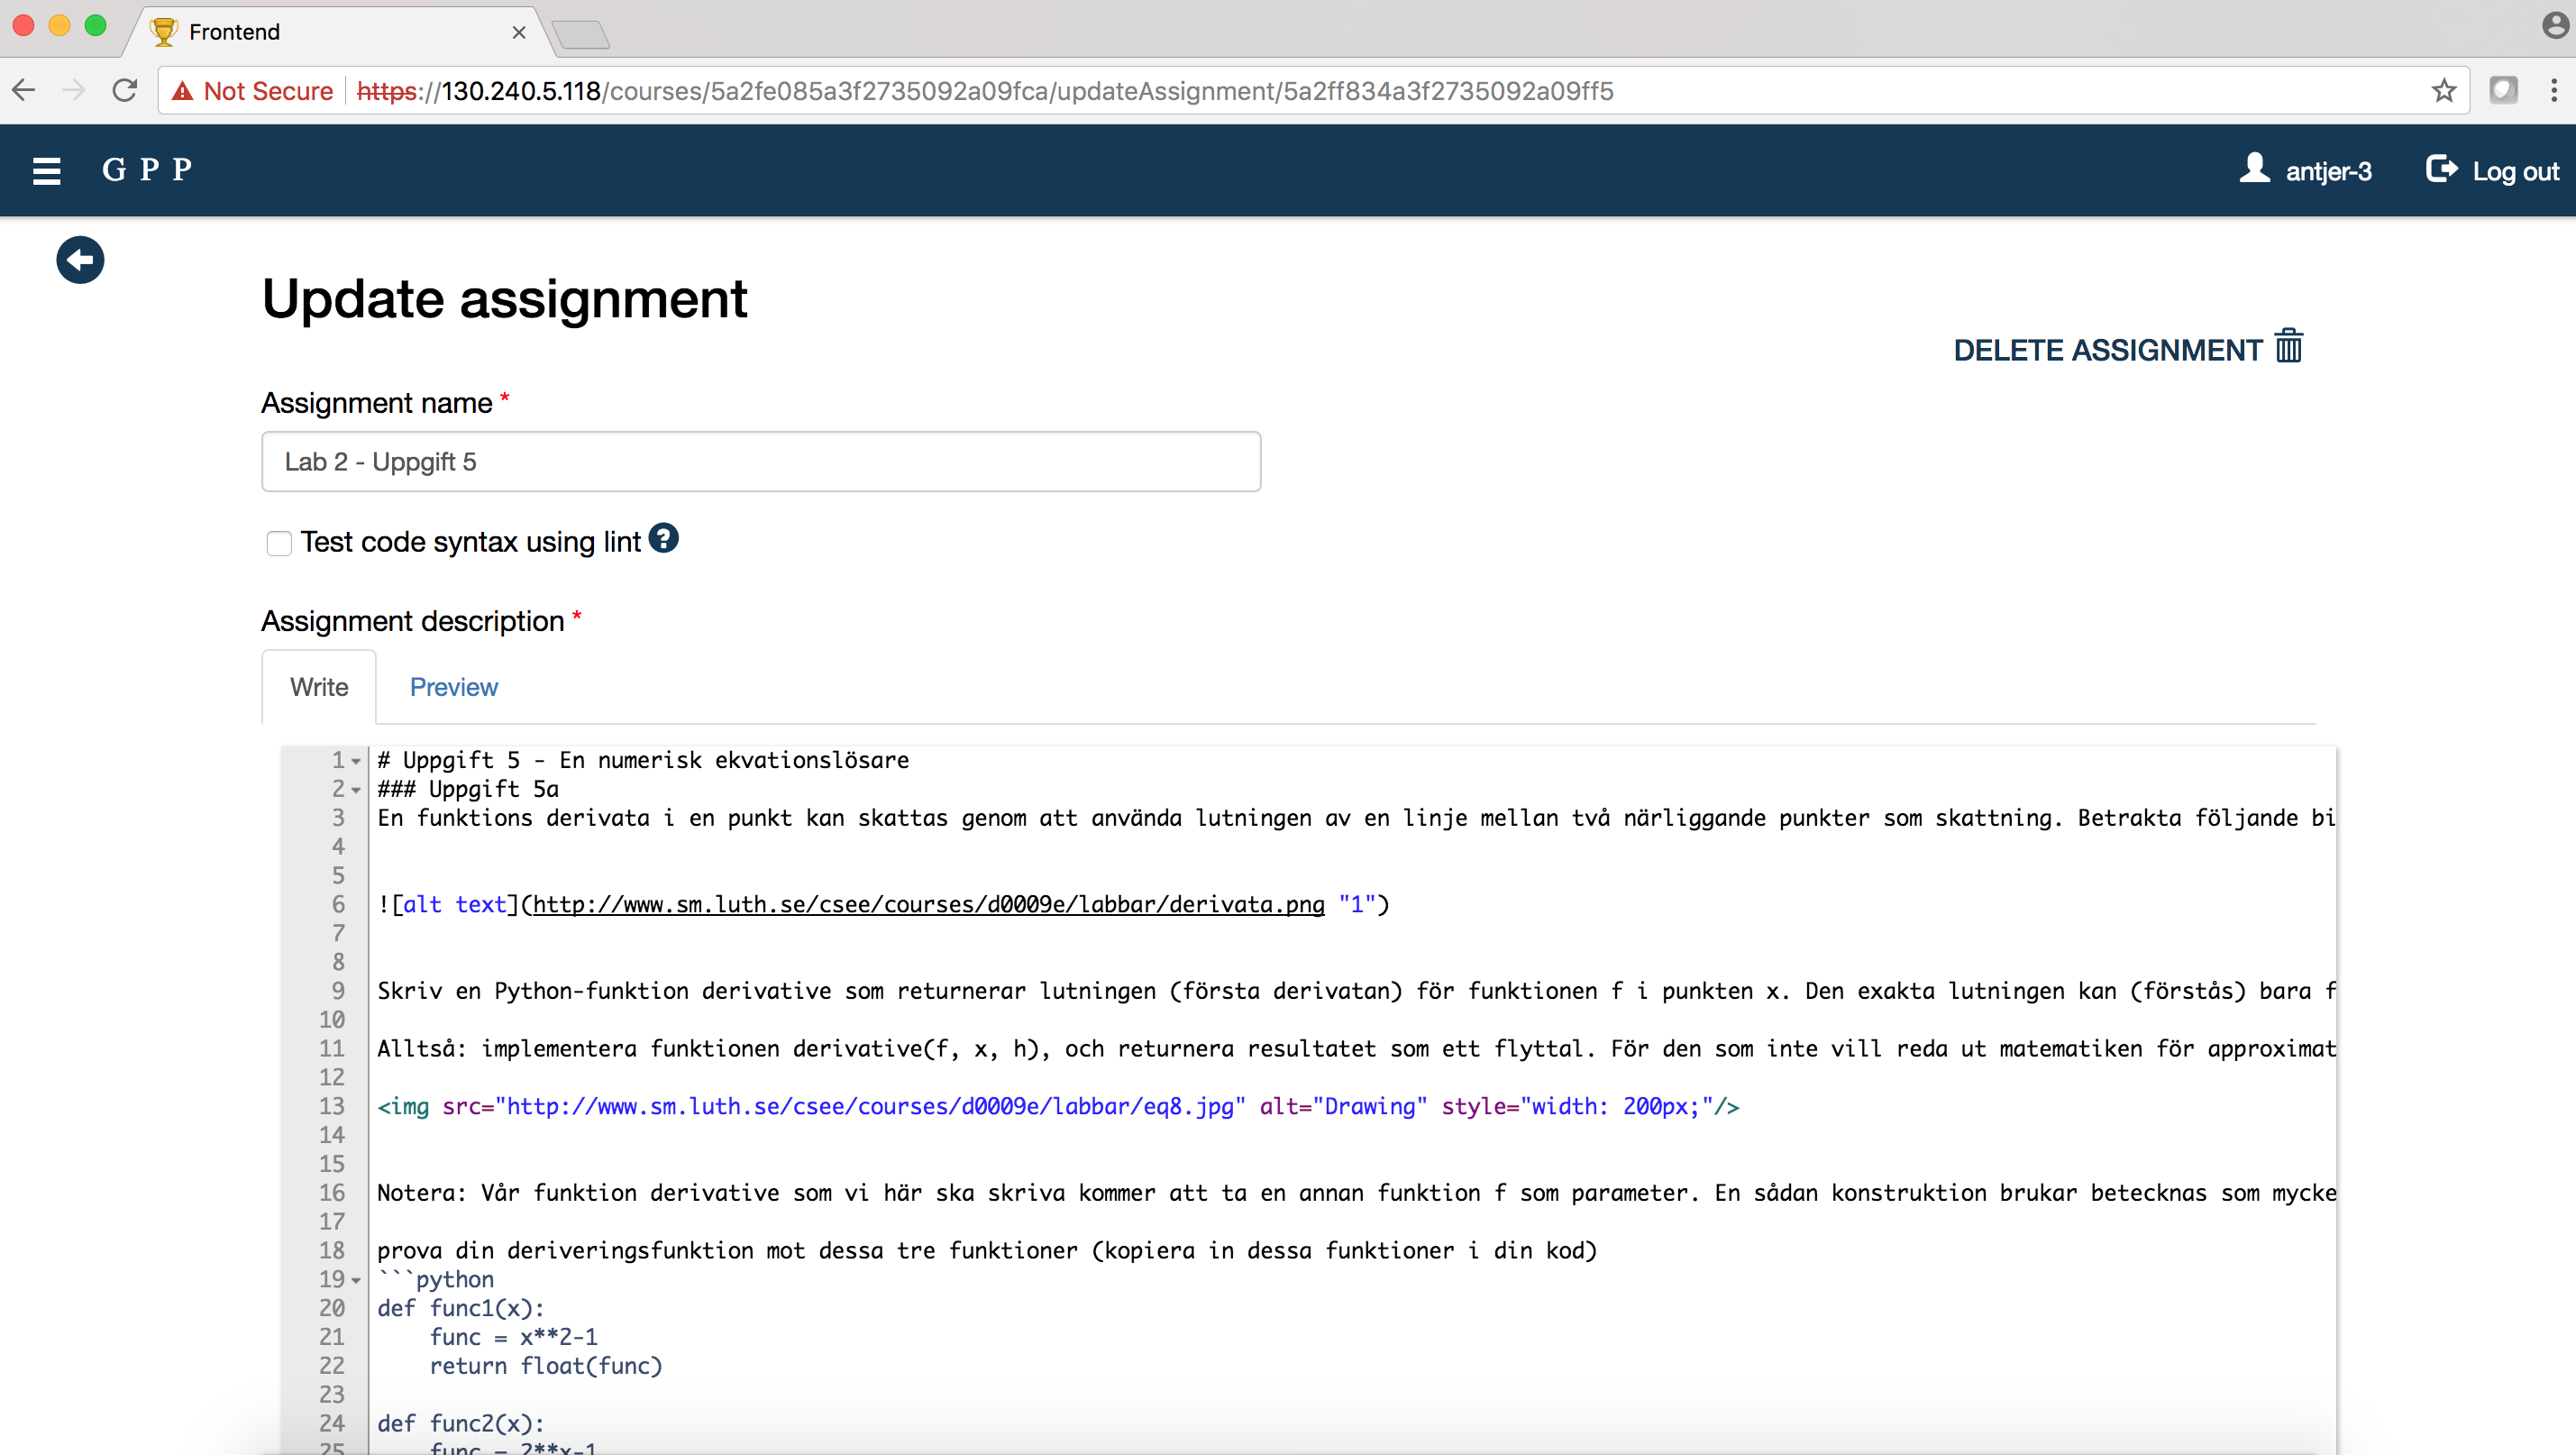 Frontend
Not Secure https://130.240.5.118/courses/5a2fe085a3f2735092a09fca/updateAssignment/5a2ff834a3f2735092a09ff5
GPP
antjer-3
Log out
Update assignment
DELETE ASSIGNMENT
Assignment name *
Lab 2 - Uppgift 5
Test code syntax using lint ?
Assignment description *
Write Preview
1 # Uppgift 5 - En numerisk ekvationslösare
2 ### Uppgift 5a
3 En funktions derivata i en punkt kan skattas genom att använda lutningen av en linje mellan två närliggande punkter som skattning. Betrakta följande bi
4
5
6 ![alt text](http://www.sm.luth.se/csee/courses/d0009e/labbar/derivata.png "1")
7
8
9 Skriv en Python-funktion derivative som returnerar lutningen (första derivatan) för funktionen f i punkten x. Den exakta lutningen kan (förstås) bara f
10
11 Alltså: implementera funktionen derivative(f, x, h), och returnera resultatet som ett flyttal. För den som inte vill reda ut matematiken för approximat
12
13 <img src="http://www.sm.luth.se/csee/courses/d0009e/labbar/eq8.jpg" alt="Drawing" style="width: 200px;"/>
14
15
16 Notera: Vår funktion derivative som vi här ska skriva kommer att ta en annan funktion f som parameter. En sådan konstruktion brukar betecknas som mycke
17
18 prova din deriveringsfunktion mot dessa tre funktioner (kopiera in dessa funktioner i din kod)
19 ```python
20 def func1(x):
21     func = x**2-1
22     return float(func)
23
24 def func2(x):
25     func = 2**x-1